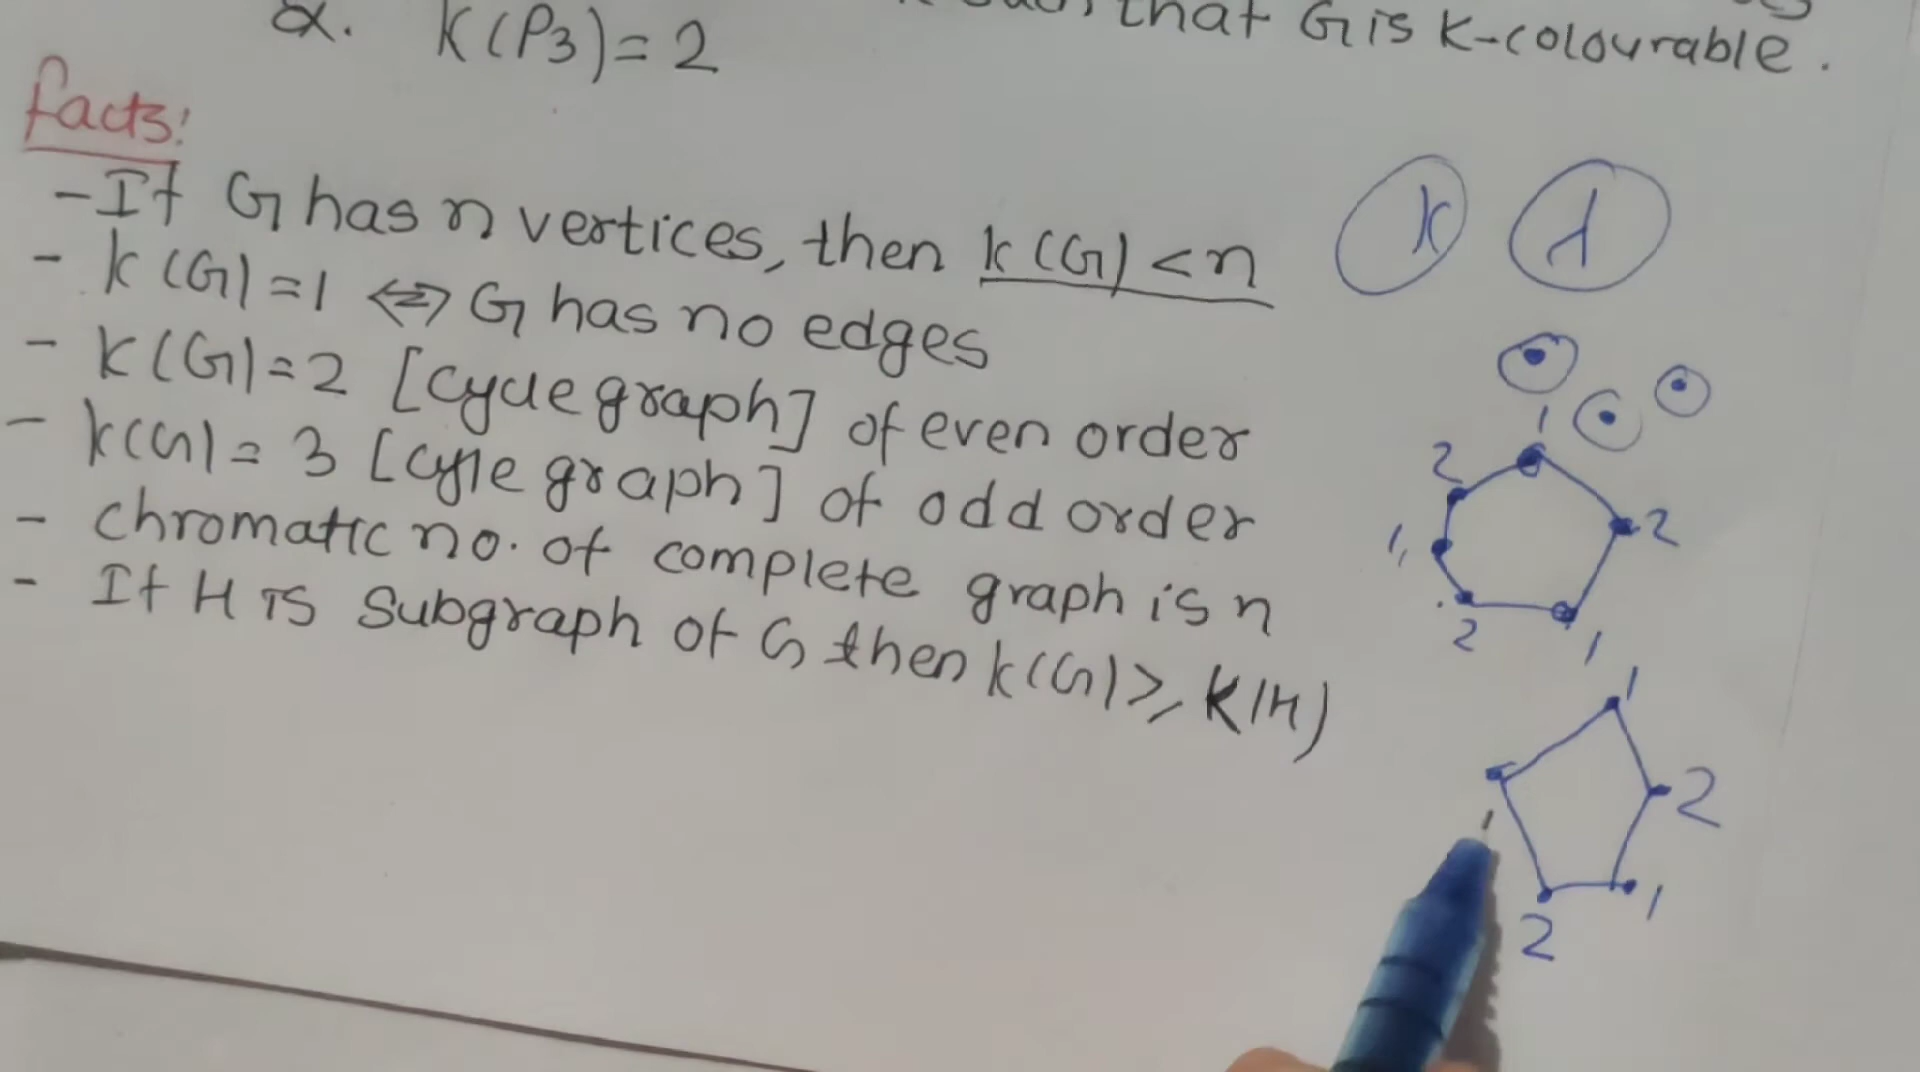 that G is K-colourable.
α. K(P3)=2
facts:
- If G has n vertices, then k(G) < n
- k(G)=1 <=> G has no edges
- k(G)=2 [cycle graph] of even order
- k(G)=3 [cycle graph] of odd order
- chromatic no. of complete graph is n
- If H is subgraph of G then k(G) ≥ K(H)
k
1
2
2
1
2
1
1
2
1
2